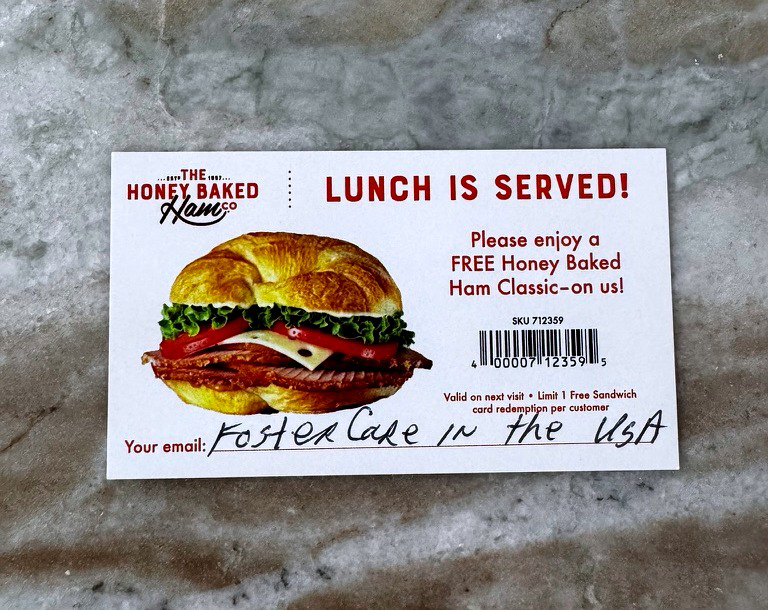 ...ESTD 1957...
THE
HONEY BAKED
Ham CO
LUNCH IS SERVED!
Please enjoy a
FREE Honey Baked
Ham Classic–on us!
SKU 712359
4 00007 12359 5
Valid on next visit • Limit 1 Free Sandwich
card redemption per customer
Your email: Foster Care in the USA